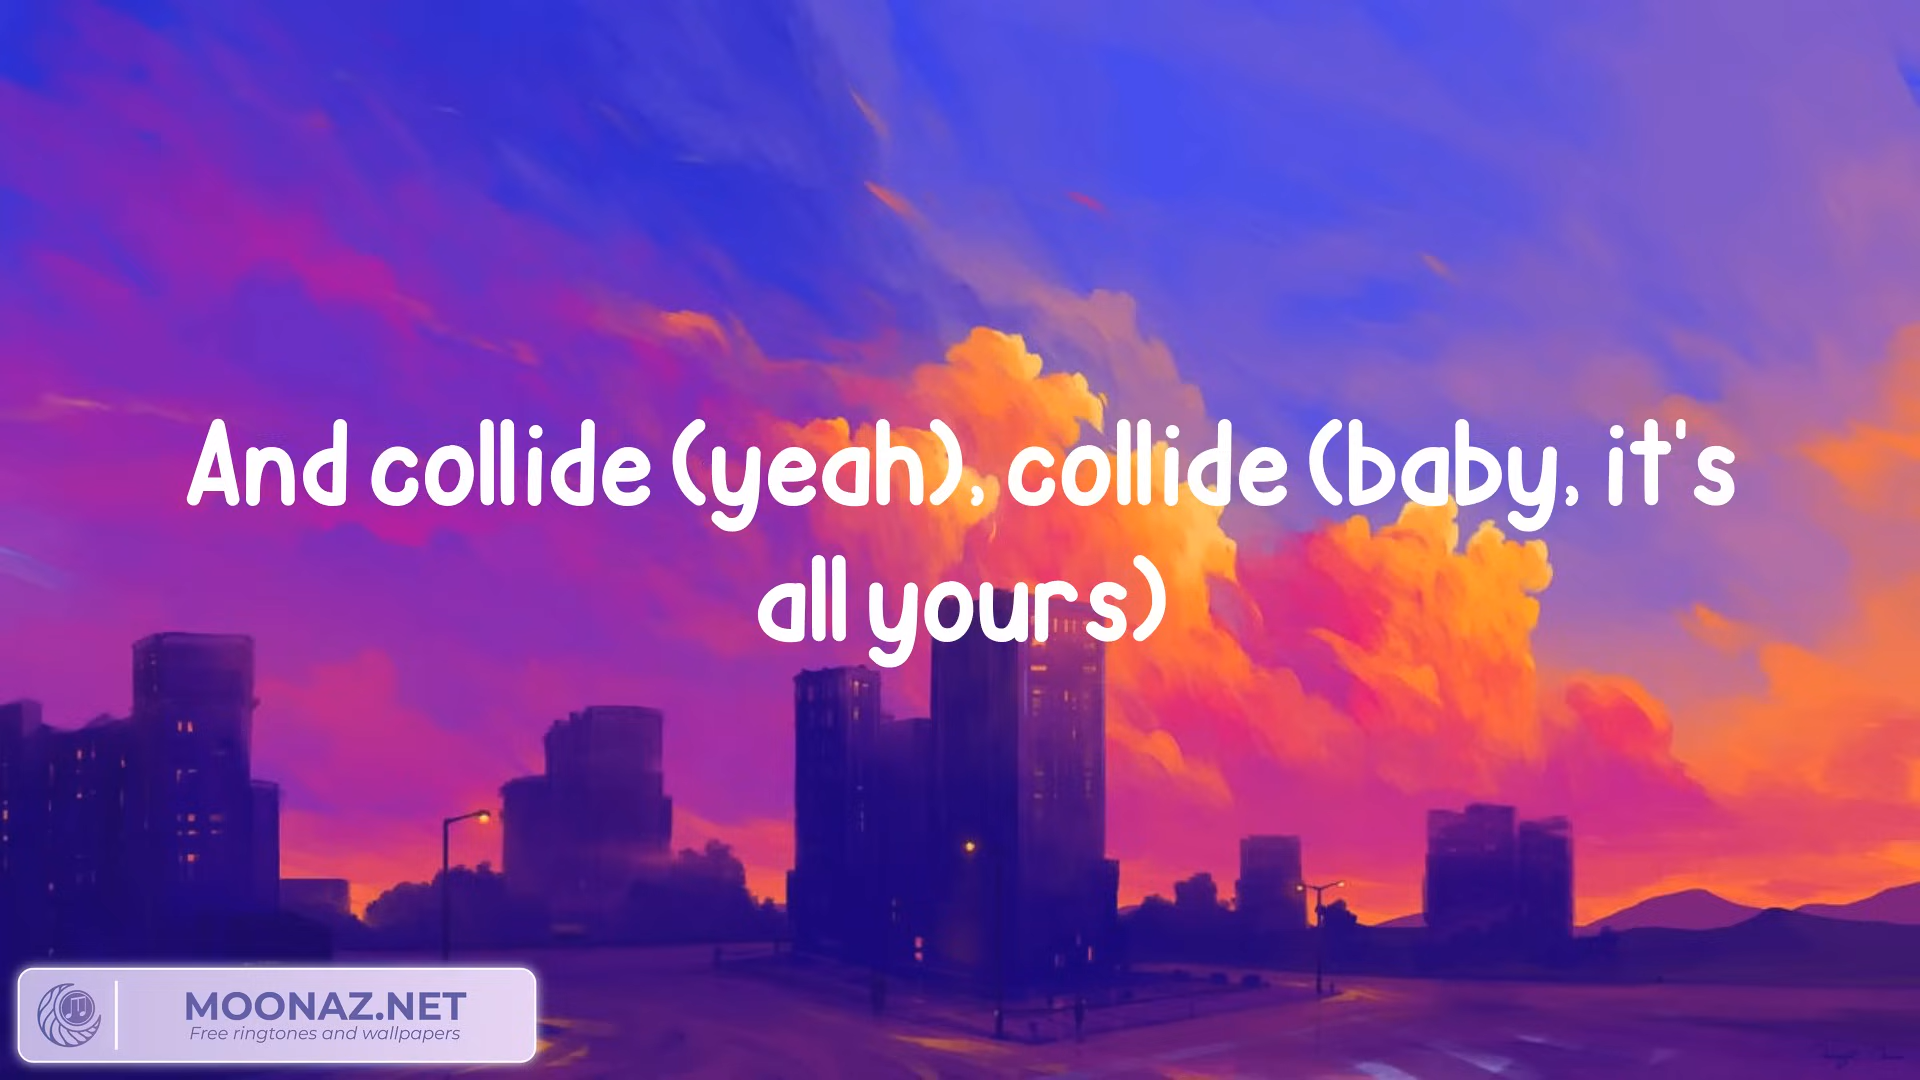 And collide (yeah), collide (baby, it's
all yours)
MOONAZ.NET
Free ringtones and wallpapers